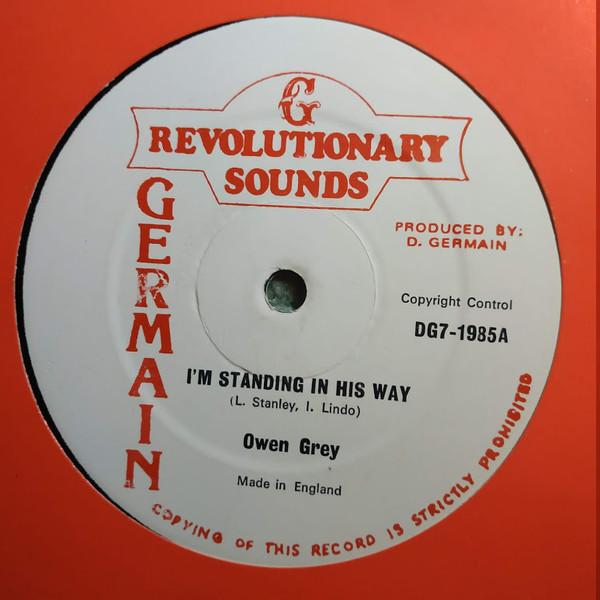 G
REVOLUTIONARY
SOUNDS
GERMAIN
PRODUCED BY:
D. GERMAIN
Copyright Control
DG7-1985A
I'M STANDING IN HIS WAY
(L. Stanley, I. Lindo)
Owen Grey
Made in England
COPYING OF THIS RECORD IS STRICTLY PROHIBITED